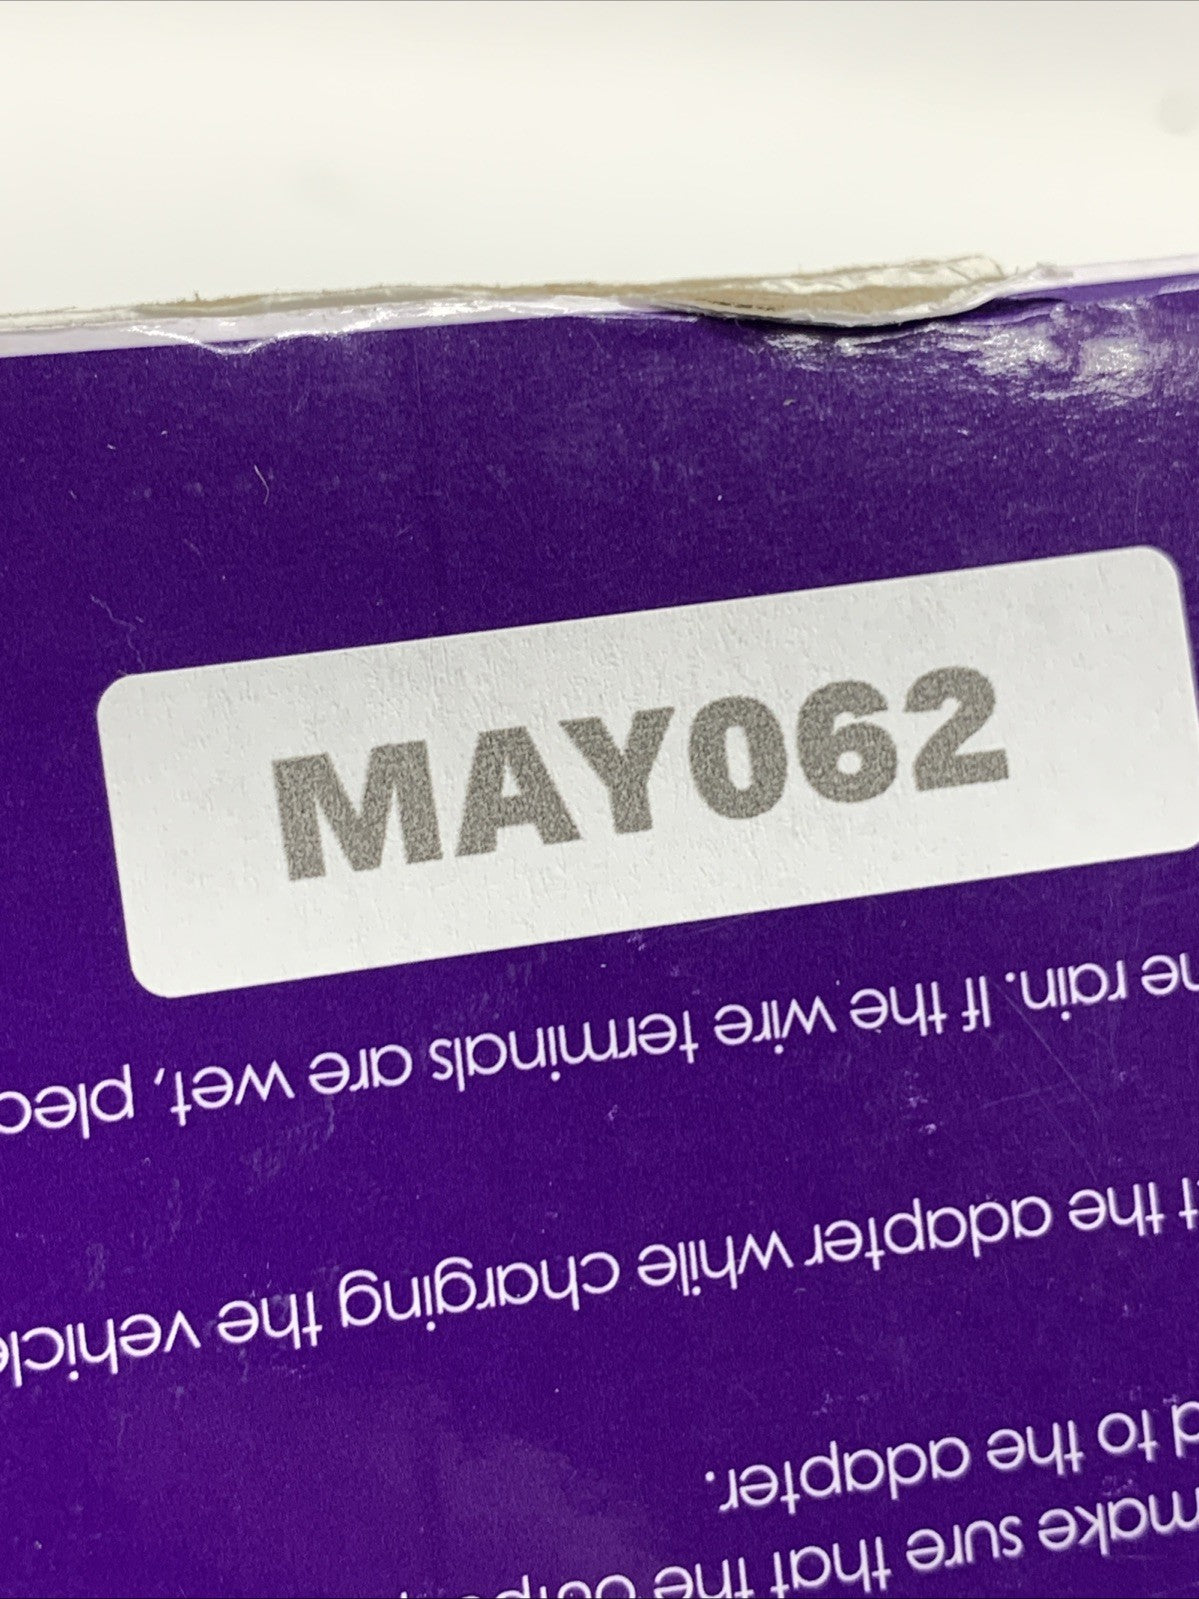 MAY062
make sure that the
to the adapter.
the adapter while charging the vehicle
he rain. If the wire terminals are wet, plea